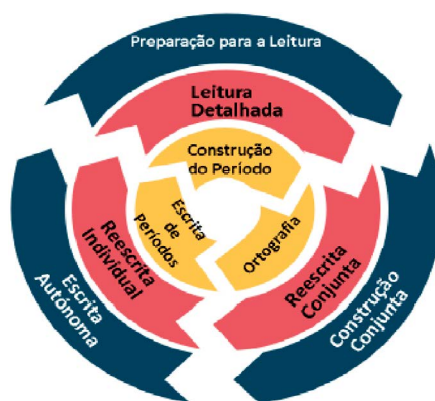 Preparação para a Leitura
Leitura
Detalhada
Construção
do Período
Escrita
de
Períodos
Ortografia
Reescrita
Individual
Reescrita
Conjunta
Escrita
Autônoma
Construção
Conjunta